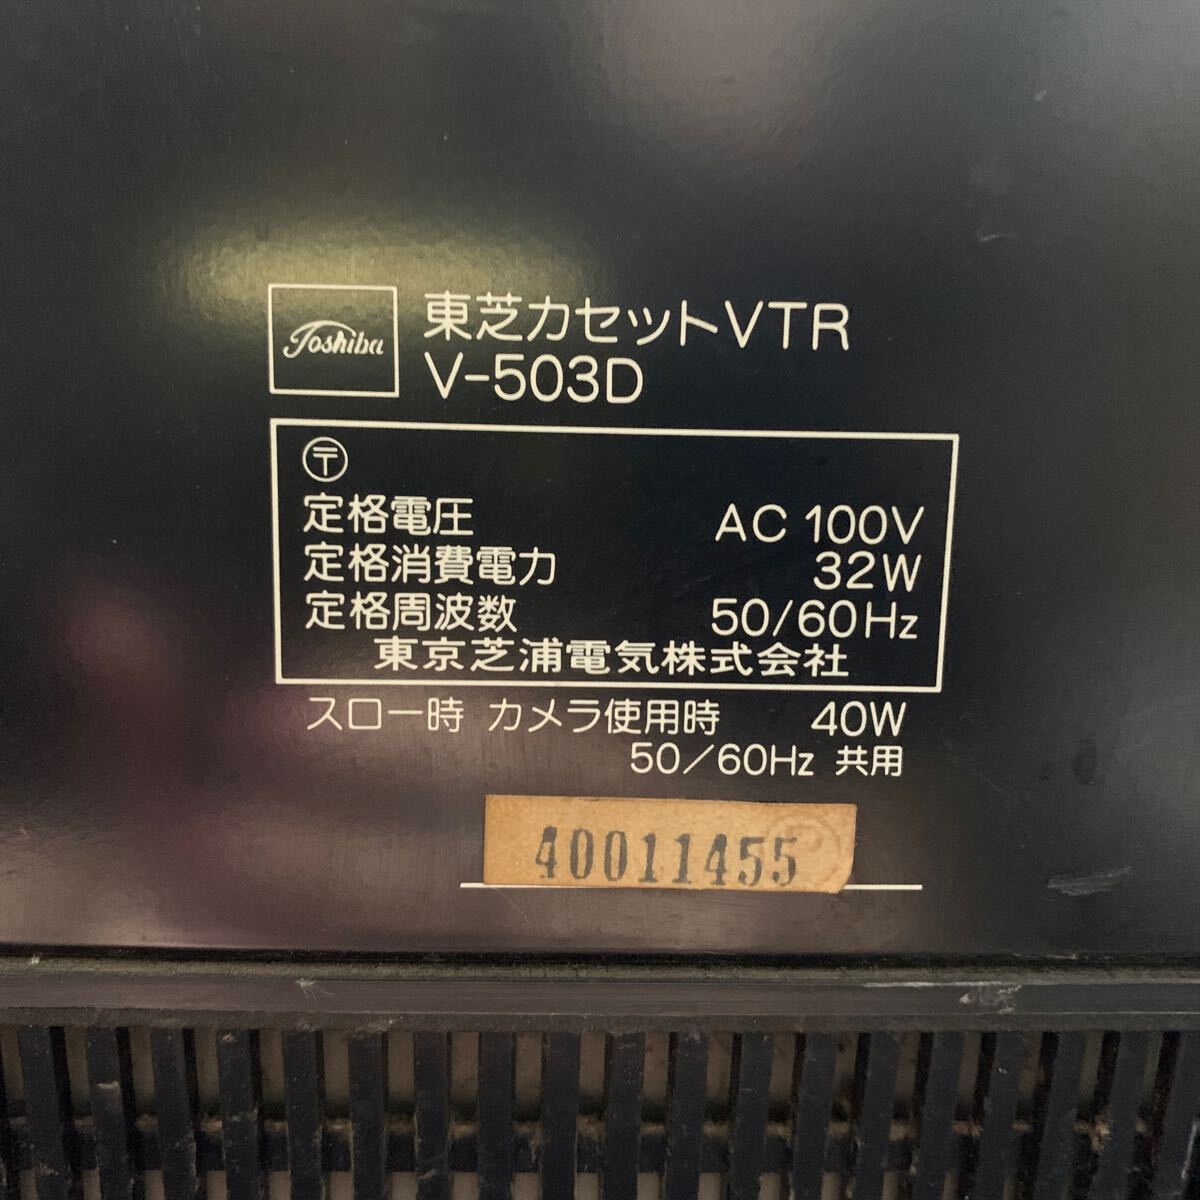 Toshiba
東芝カセットVTR
V-503D
〶
定格電圧 AC 100V
定格消費電力 32W
定格周波数 50/60Hz
東京芝浦電気株式会社
スロー時 カメラ使用時 40W
50/60Hz 共用
40011455